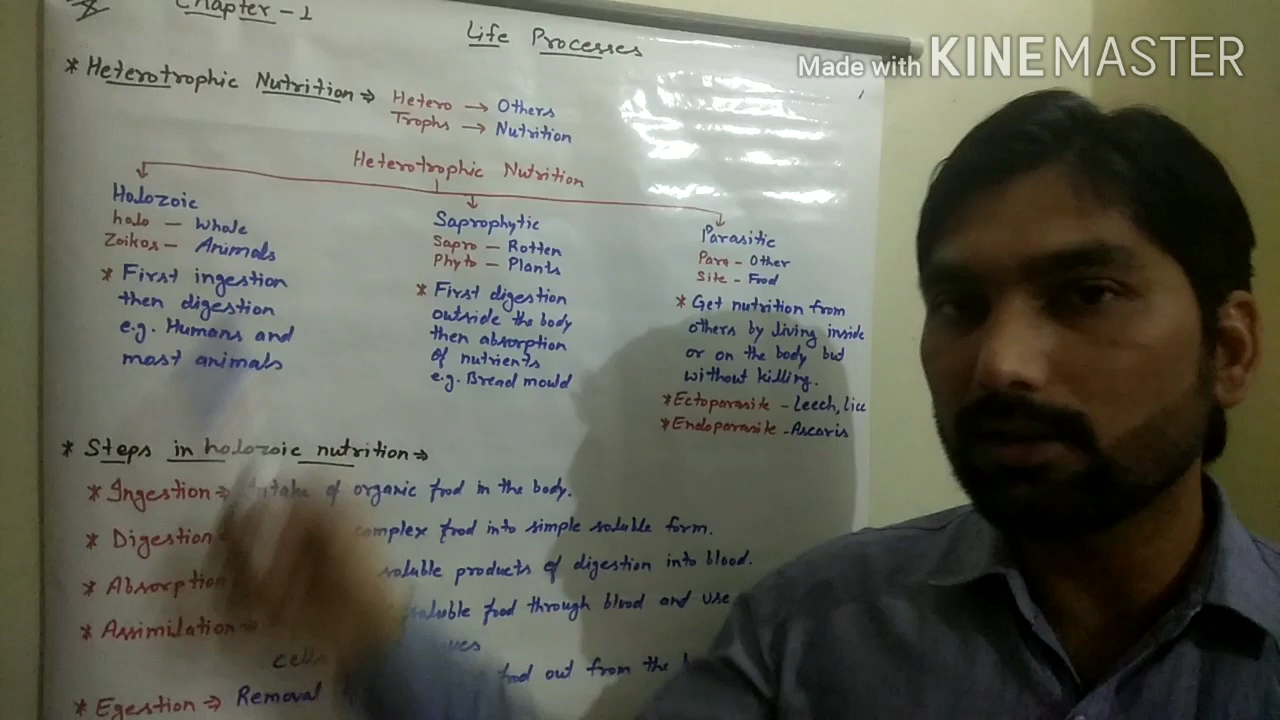 Chapter - 1
Life Processes
Made with KINEMASTER
* Heterotrophic Nutrition ⇒
Hetero → Others
Trophs → Nutrition
Heterotrophic Nutrition
Holozoic
halo — Whole
Zoikos — Animals
* First ingestion
then digestion
e.g. Humans and
most animals
Saprophytic
Sapro — Rotten
Phyto — Plants
* First digestion
outside the body
then absorption
of nutrients
e.g. Bread mould
Parasitic
Para - Other
Site - Food
* Get nutrition from
others by living inside
or on the body but
without killing.
* Ectoparasite - Leech, Lice
* Endoparasite - Ascaris
* Steps in holozoic nutrition ⇒
* Ingestion ⇒ Intake of organic food in the body.
* Digestion complex food into simple soluble form.
* Absorption soluble products of digestion into blood.
* Assimilation ⇒ soluble food through blood and use
cells
* Egestion ⇒ Removal food out from the